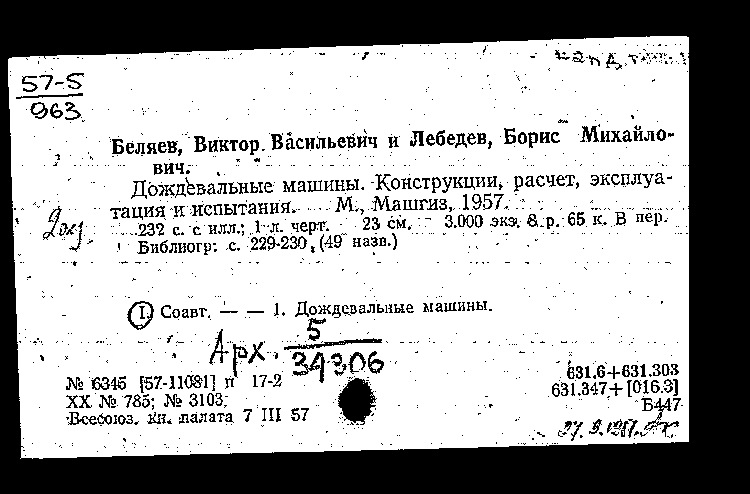 57-5
963
Беляев, Виктор Васильевич и Лебедев, Борис Михайло-
вич.
Дождевальные машины. Конструкции, расчет, эксплуа-
тация и испытания. М., Машгиз, 1957.
232 с. с илл.; 1 л. черт. 23 см. 3.000 экз. 8 р. 65 к. В пер.
Библиогр: с. 229-230. (49 назв.)
I. Соавт. — — 1. Дождевальные машины.
Арх. 5
34306
№ 6345 [57-11081] п 17-2
XX № 785; № 3103.
Всесоюз. кн. палата 7 III 57
631.6+631.303
631.347+[016.3]
Б447